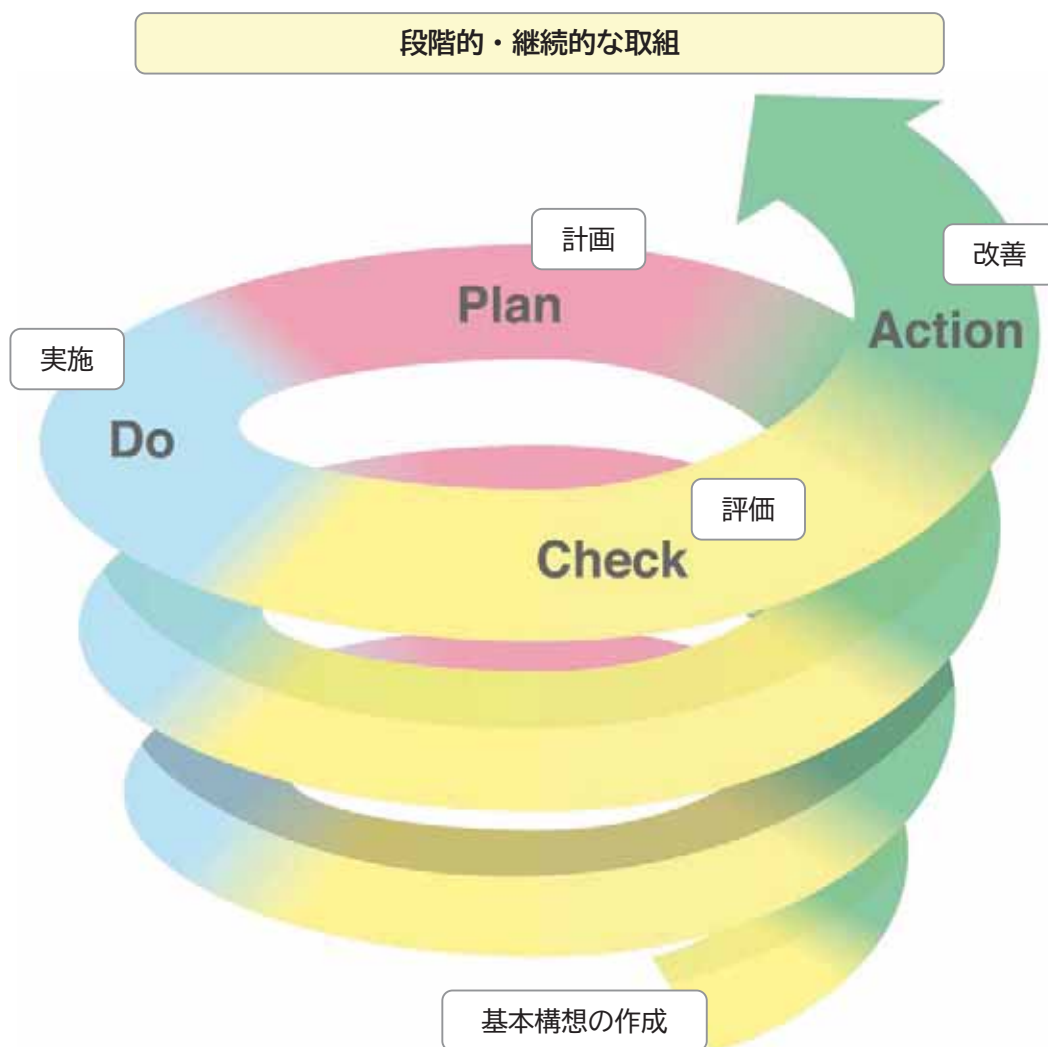 段階的・継続的な取組
計画
Plan
改善
Action
実施
Do
評価
Check
基本構想の作成